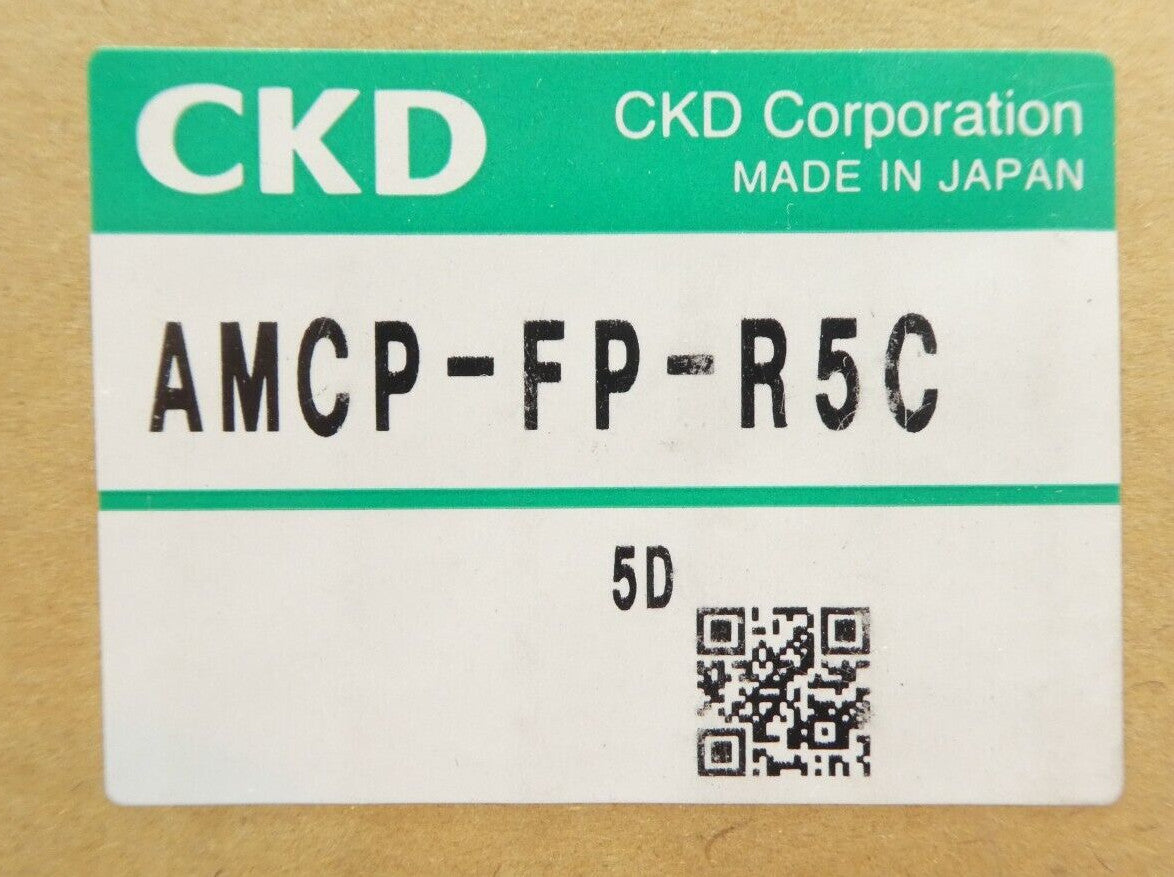 CKD
CKD Corporation
MADE IN JAPAN
AMCP-FP-R5C
5D